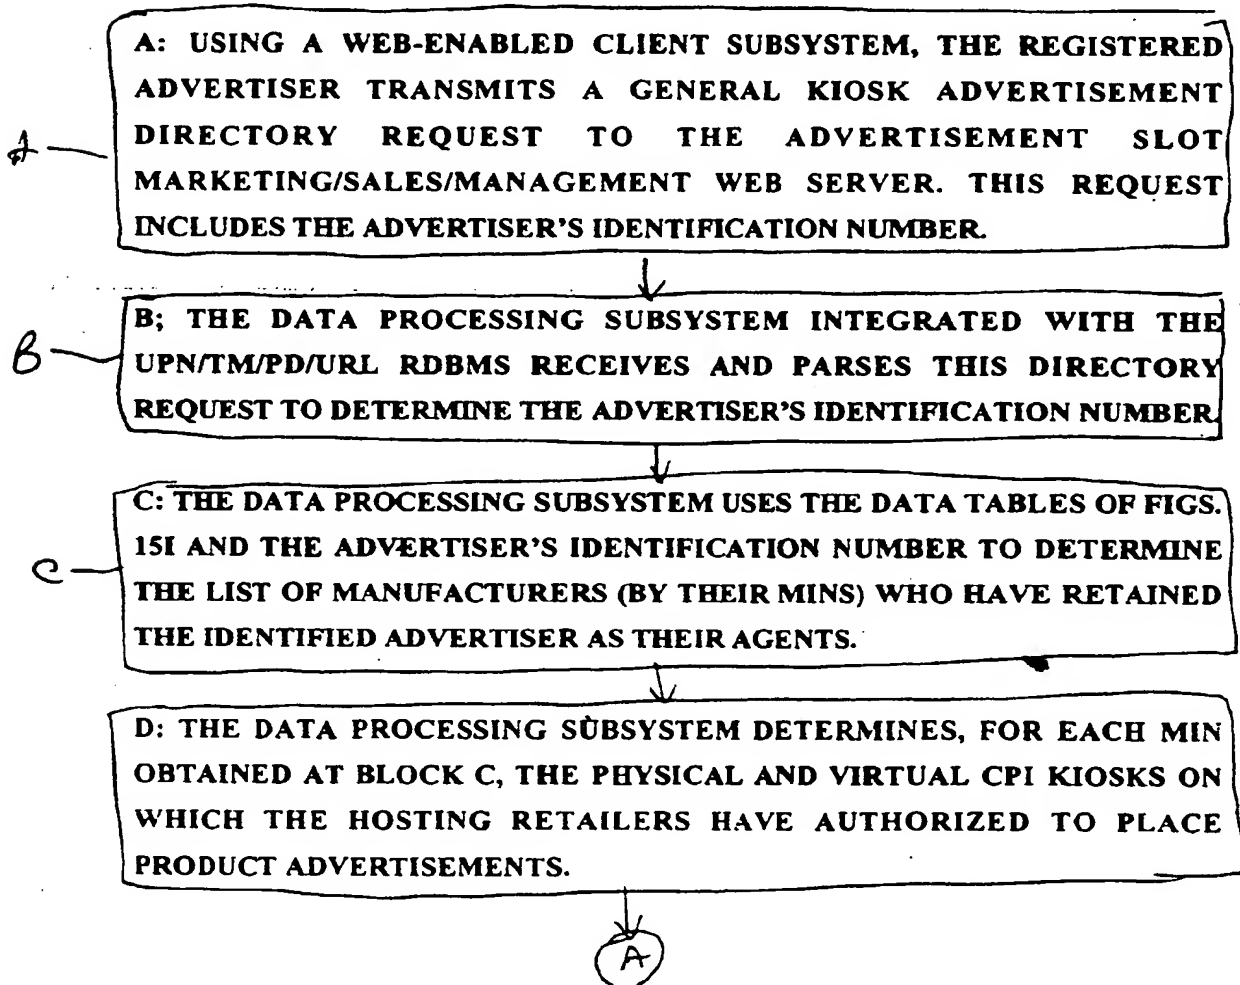 A: USING A WEB-ENABLED CLIENT SUBSYSTEM, THE REGISTERED
ADVERTISER TRANSMITS A GENERAL KIOSK ADVERTISEMENT
DIRECTORY REQUEST TO THE ADVERTISEMENT SLOT
MARKETING/SALES/MANAGEMENT WEB SERVER. THIS REQUEST
INCLUDES THE ADVERTISER'S IDENTIFICATION NUMBER.
A
B; THE DATA PROCESSING SUBSYSTEM INTEGRATED WITH THE
UPN/TM/PD/URL RDBMS RECEIVES AND PARSES THIS DIRECTORY
REQUEST TO DETERMINE THE ADVERTISER'S IDENTIFICATION NUMBER.
B
C: THE DATA PROCESSING SUBSYSTEM USES THE DATA TABLES OF FIGS.
15I AND THE ADVERTISER'S IDENTIFICATION NUMBER TO DETERMINE
THE LIST OF MANUFACTURERS (BY THEIR MINS) WHO HAVE RETAINED
THE IDENTIFIED ADVERTISER AS THEIR AGENTS.
C
D: THE DATA PROCESSING SUBSYSTEM DETERMINES, FOR EACH MIN
OBTAINED AT BLOCK C, THE PHYSICAL AND VIRTUAL CPI KIOSKS ON
WHICH THE HOSTING RETAILERS HAVE AUTHORIZED TO PLACE
PRODUCT ADVERTISEMENTS.
A